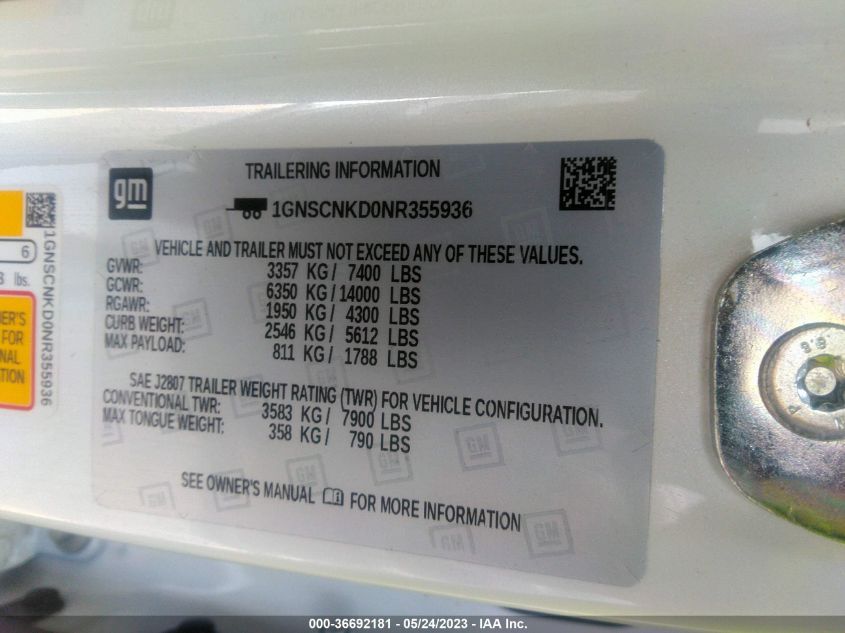 gm
TRAILERING INFORMATION
1GNSCNKD0NR355936
VEHICLE AND TRAILER MUST NOT EXCEED ANY OF THESE VALUES.
GVWR: 3357 KG/ 7400 LBS
GCWR: 6350 KG/14000 LBS
RGAWR: 1950 KG/ 4300 LBS
CURB WEIGHT: 2546 KG/ 5612 LBS
MAX PAYLOAD: 811 KG/ 1788 LBS
SAE J2807 TRAILER WEIGHT RATING (TWR) FOR VEHICLE CONFIGURATION.
CONVENTIONAL TWR: 3583 KG/ 7900 LBS
MAX TONGUE WEIGHT: 358 KG/ 790 LBS
SEE OWNER'S MANUAL FOR MORE INFORMATION
1GNSCNKD0NR355936
6
lbs.
FOR
000-36692181 - 05/24/2023 - IAA Inc.